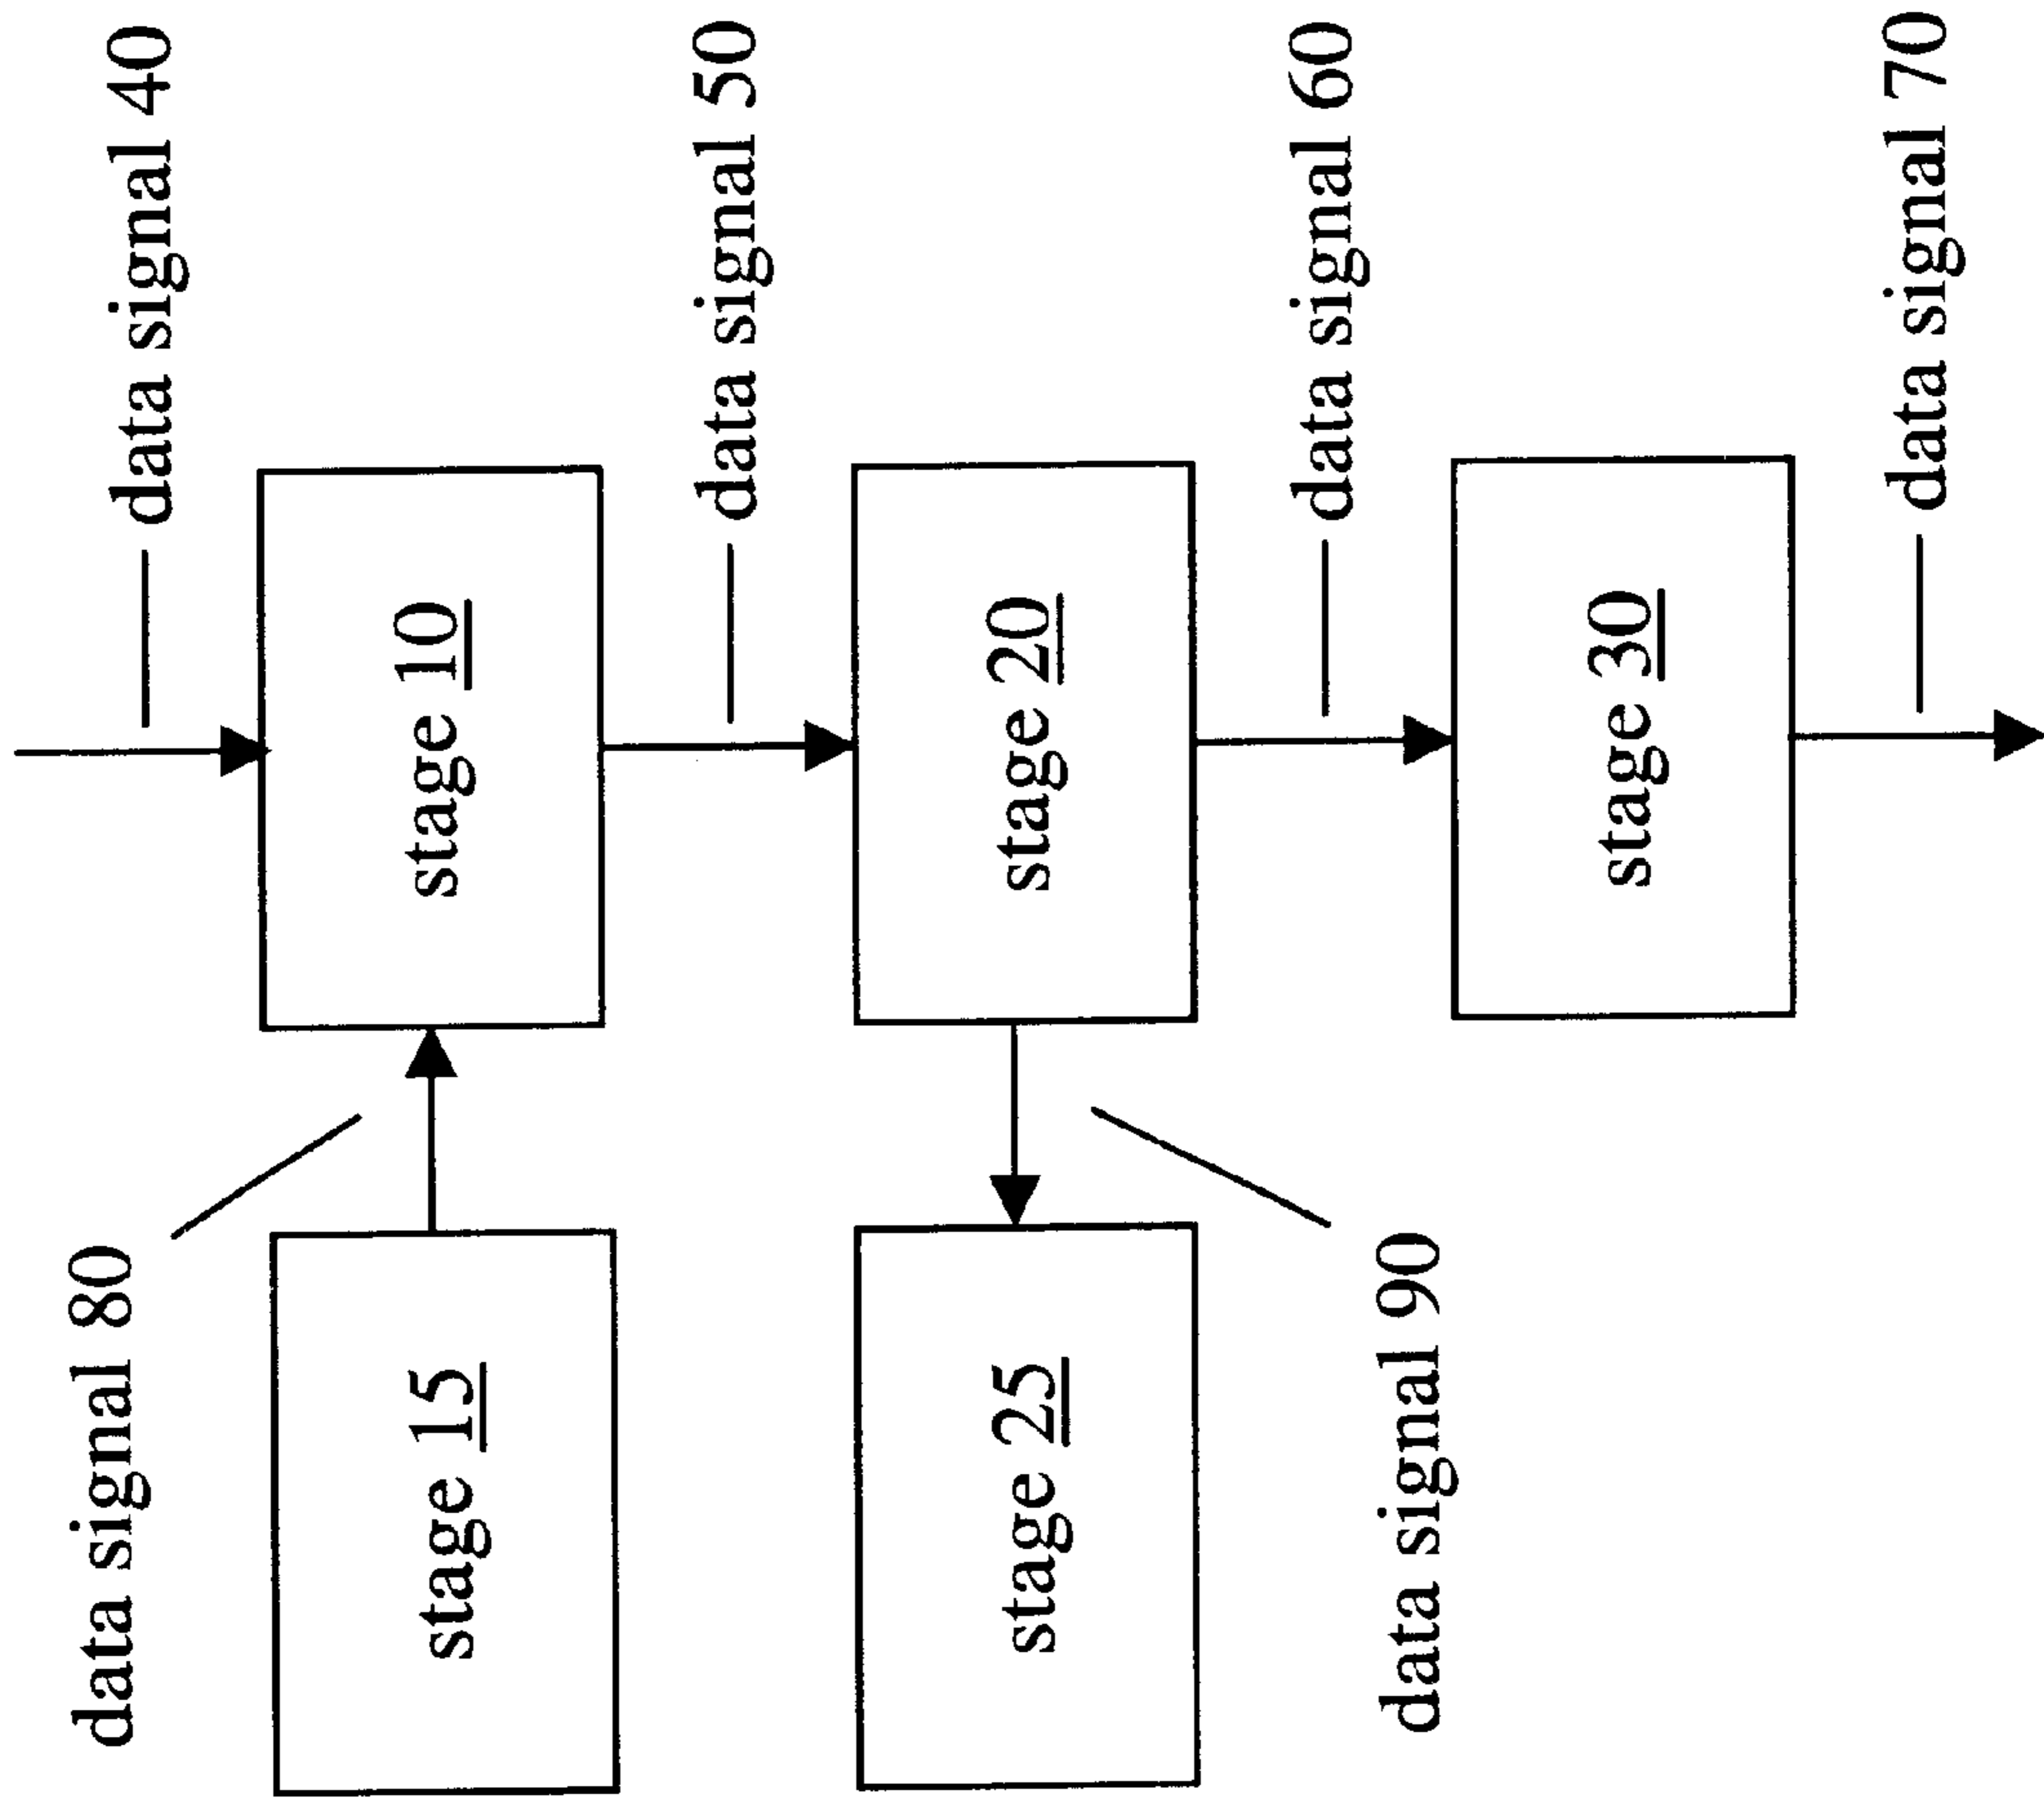 data signal 80
data signal 40
stage 15
stage 10
data signal 50
stage 25
stage 20
data signal 90
data signal 60
stage 30
data signal 70